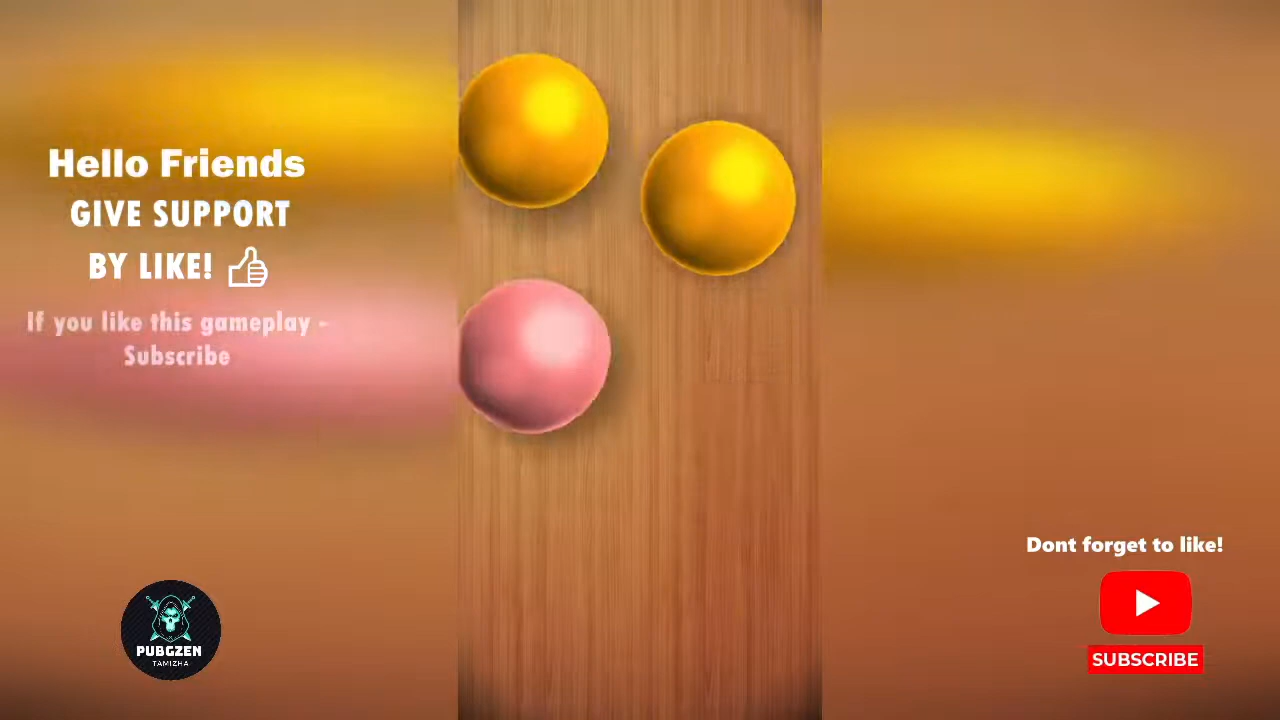 Hello Friends
GIVE SUPPORT
BY LIKE!
If you like this gameplay -
Subscribe
PUBGZEN
TAMIZHA
Dont forget to like!
SUBSCRIBE